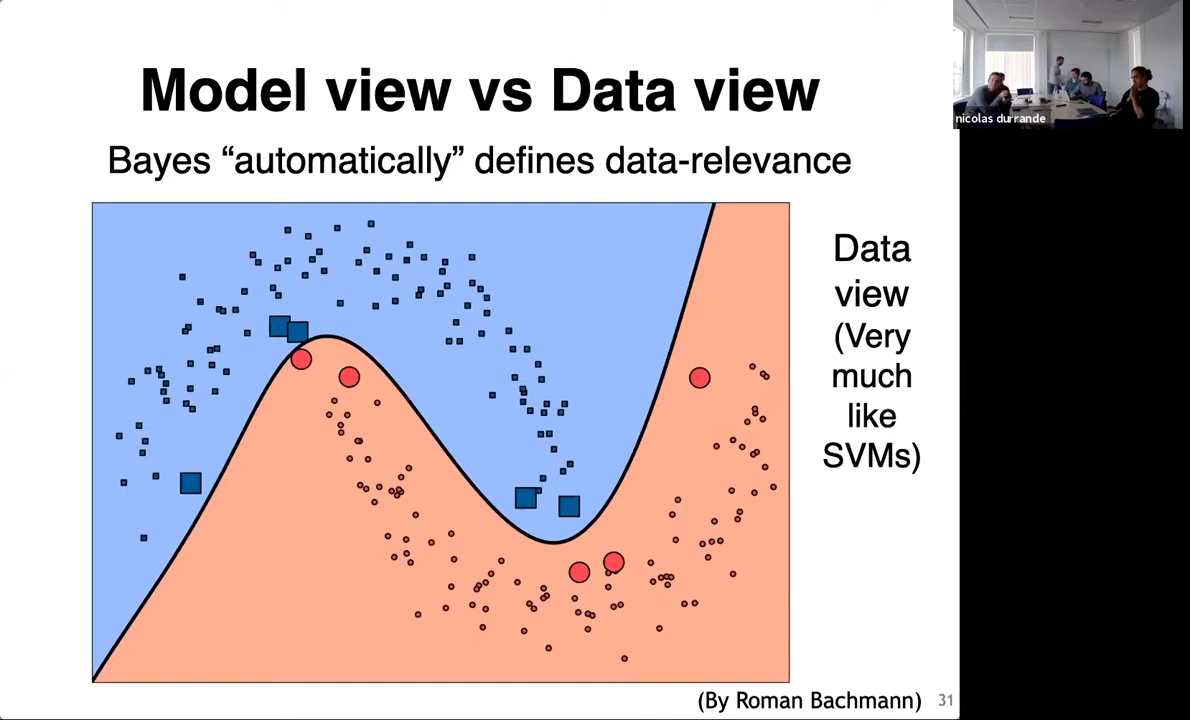 Model view vs Data view
Bayes “automatically” defines data-relevance
Data
view
(Very
much
like
SVMs)
(By Roman Bachmann)
31
nicolas durrande